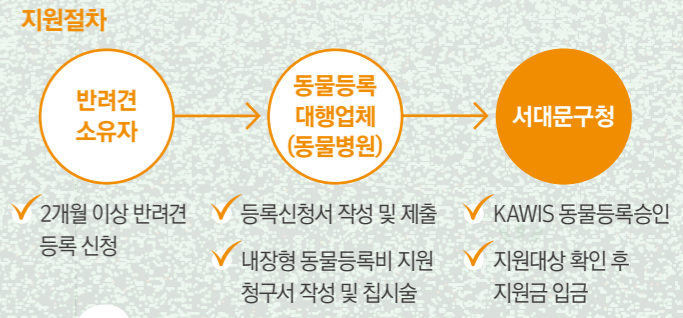 지원절차
반려견
소유자
동물등록
대행업체
(동물병원)
서대문구청
2개월 이상 반려견
등록 신청
등록신청서 작성 및 제출
내장형 동물등록비 지원
청구서 작성 및 칩시술
KAWIS 동물등록승인
지원대상 확인 후
지원금 입금